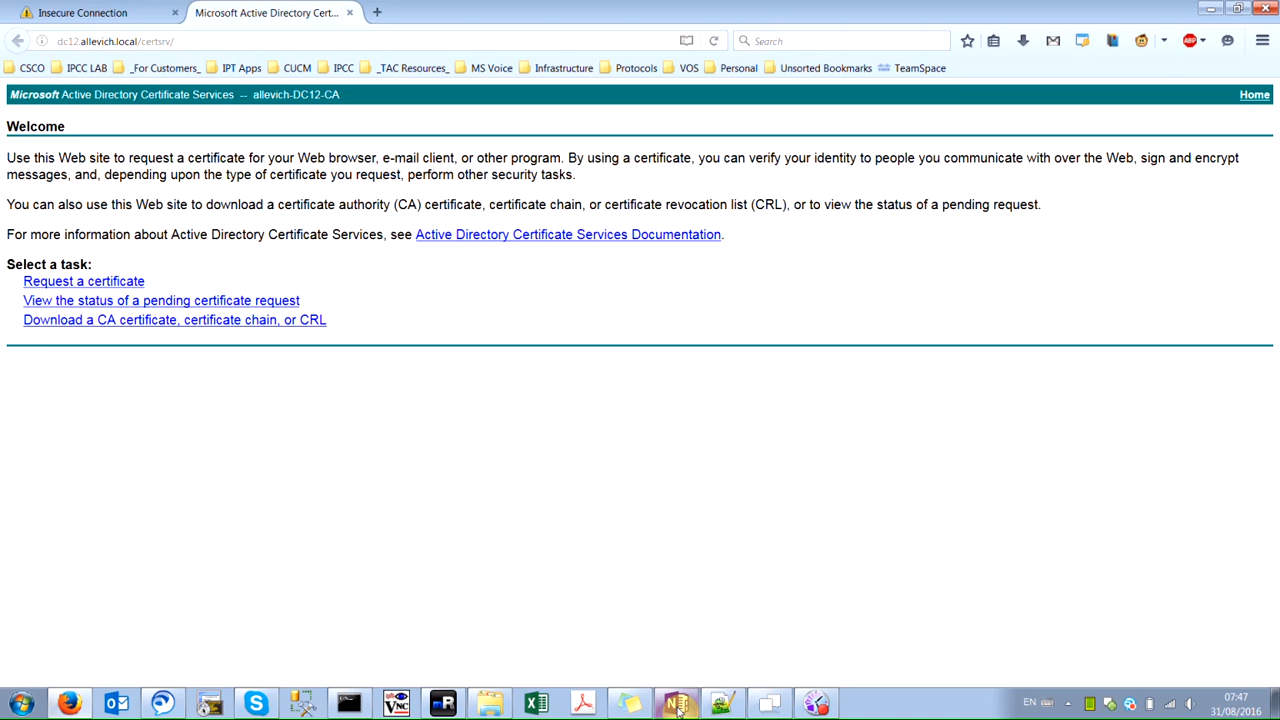 Insecure Connection
Microsoft Active Directory Cert...
dc12.allevich.local/certsrv/
Search
ABP
CSCO IPCC LAB _For Customers_ IPT Apps CUCM IPCC _TAC Resources_ MS Voice Infrastructure Protocols VOS Personal Unsorted Bookmarks TeamSpace
Microsoft Active Directory Certificate Services -- allevich-DC12-CA Home
Welcome
Use this Web site to request a certificate for your Web browser, e-mail client, or other program. By using a certificate, you can verify your identity to people you communicate with over the Web, sign and encrypt
messages, and, depending upon the type of certificate you request, perform other security tasks.
You can also use this Web site to download a certificate authority (CA) certificate, certificate chain, or certificate revocation list (CRL), or to view the status of a pending request.
For more information about Active Directory Certificate Services, see Active Directory Certificate Services Documentation.
Select a task:
Request a certificate
View the status of a pending certificate request
Download a CA certificate, certificate chain, or CRL
EN
07:47
31/08/2016